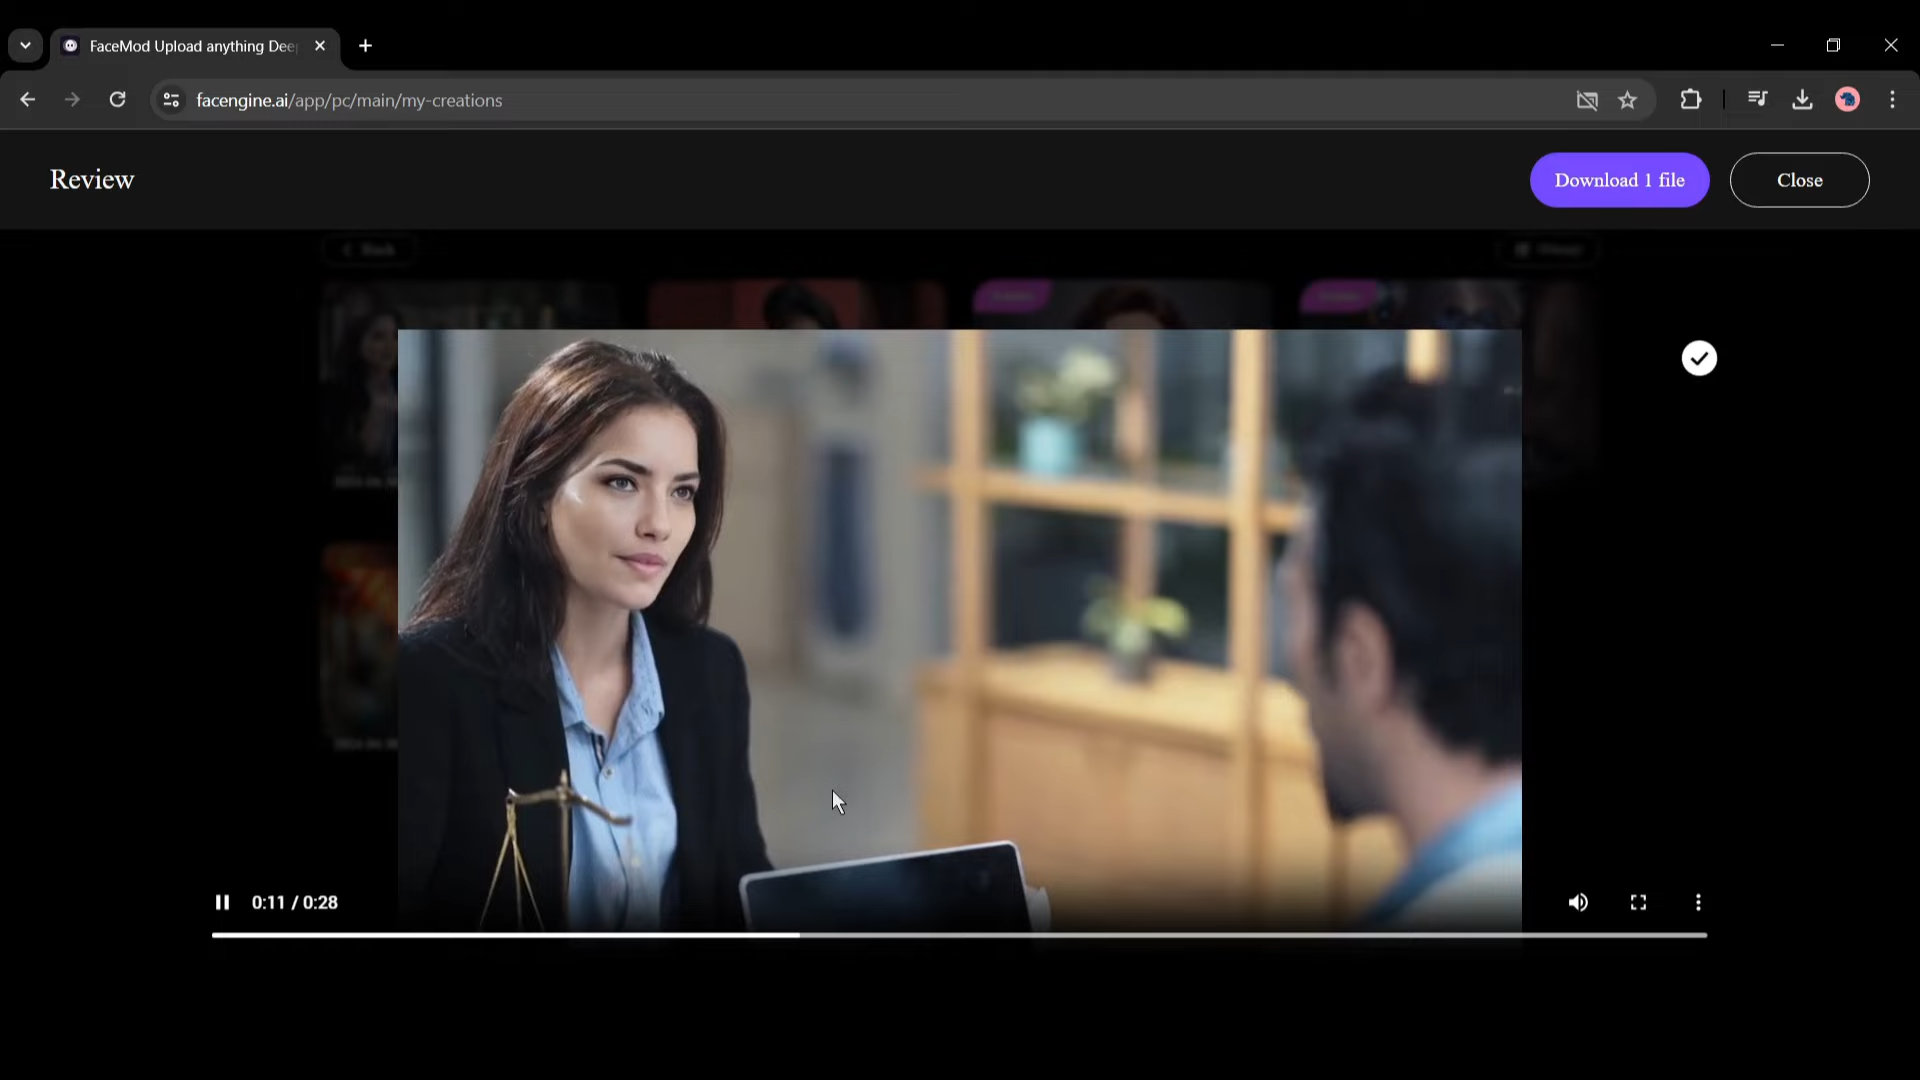 FaceMod Upload anything Dee
facengine.ai/app/pc/main/my-creations
Review
Download 1 file
Close
Back
0:11 / 0:28